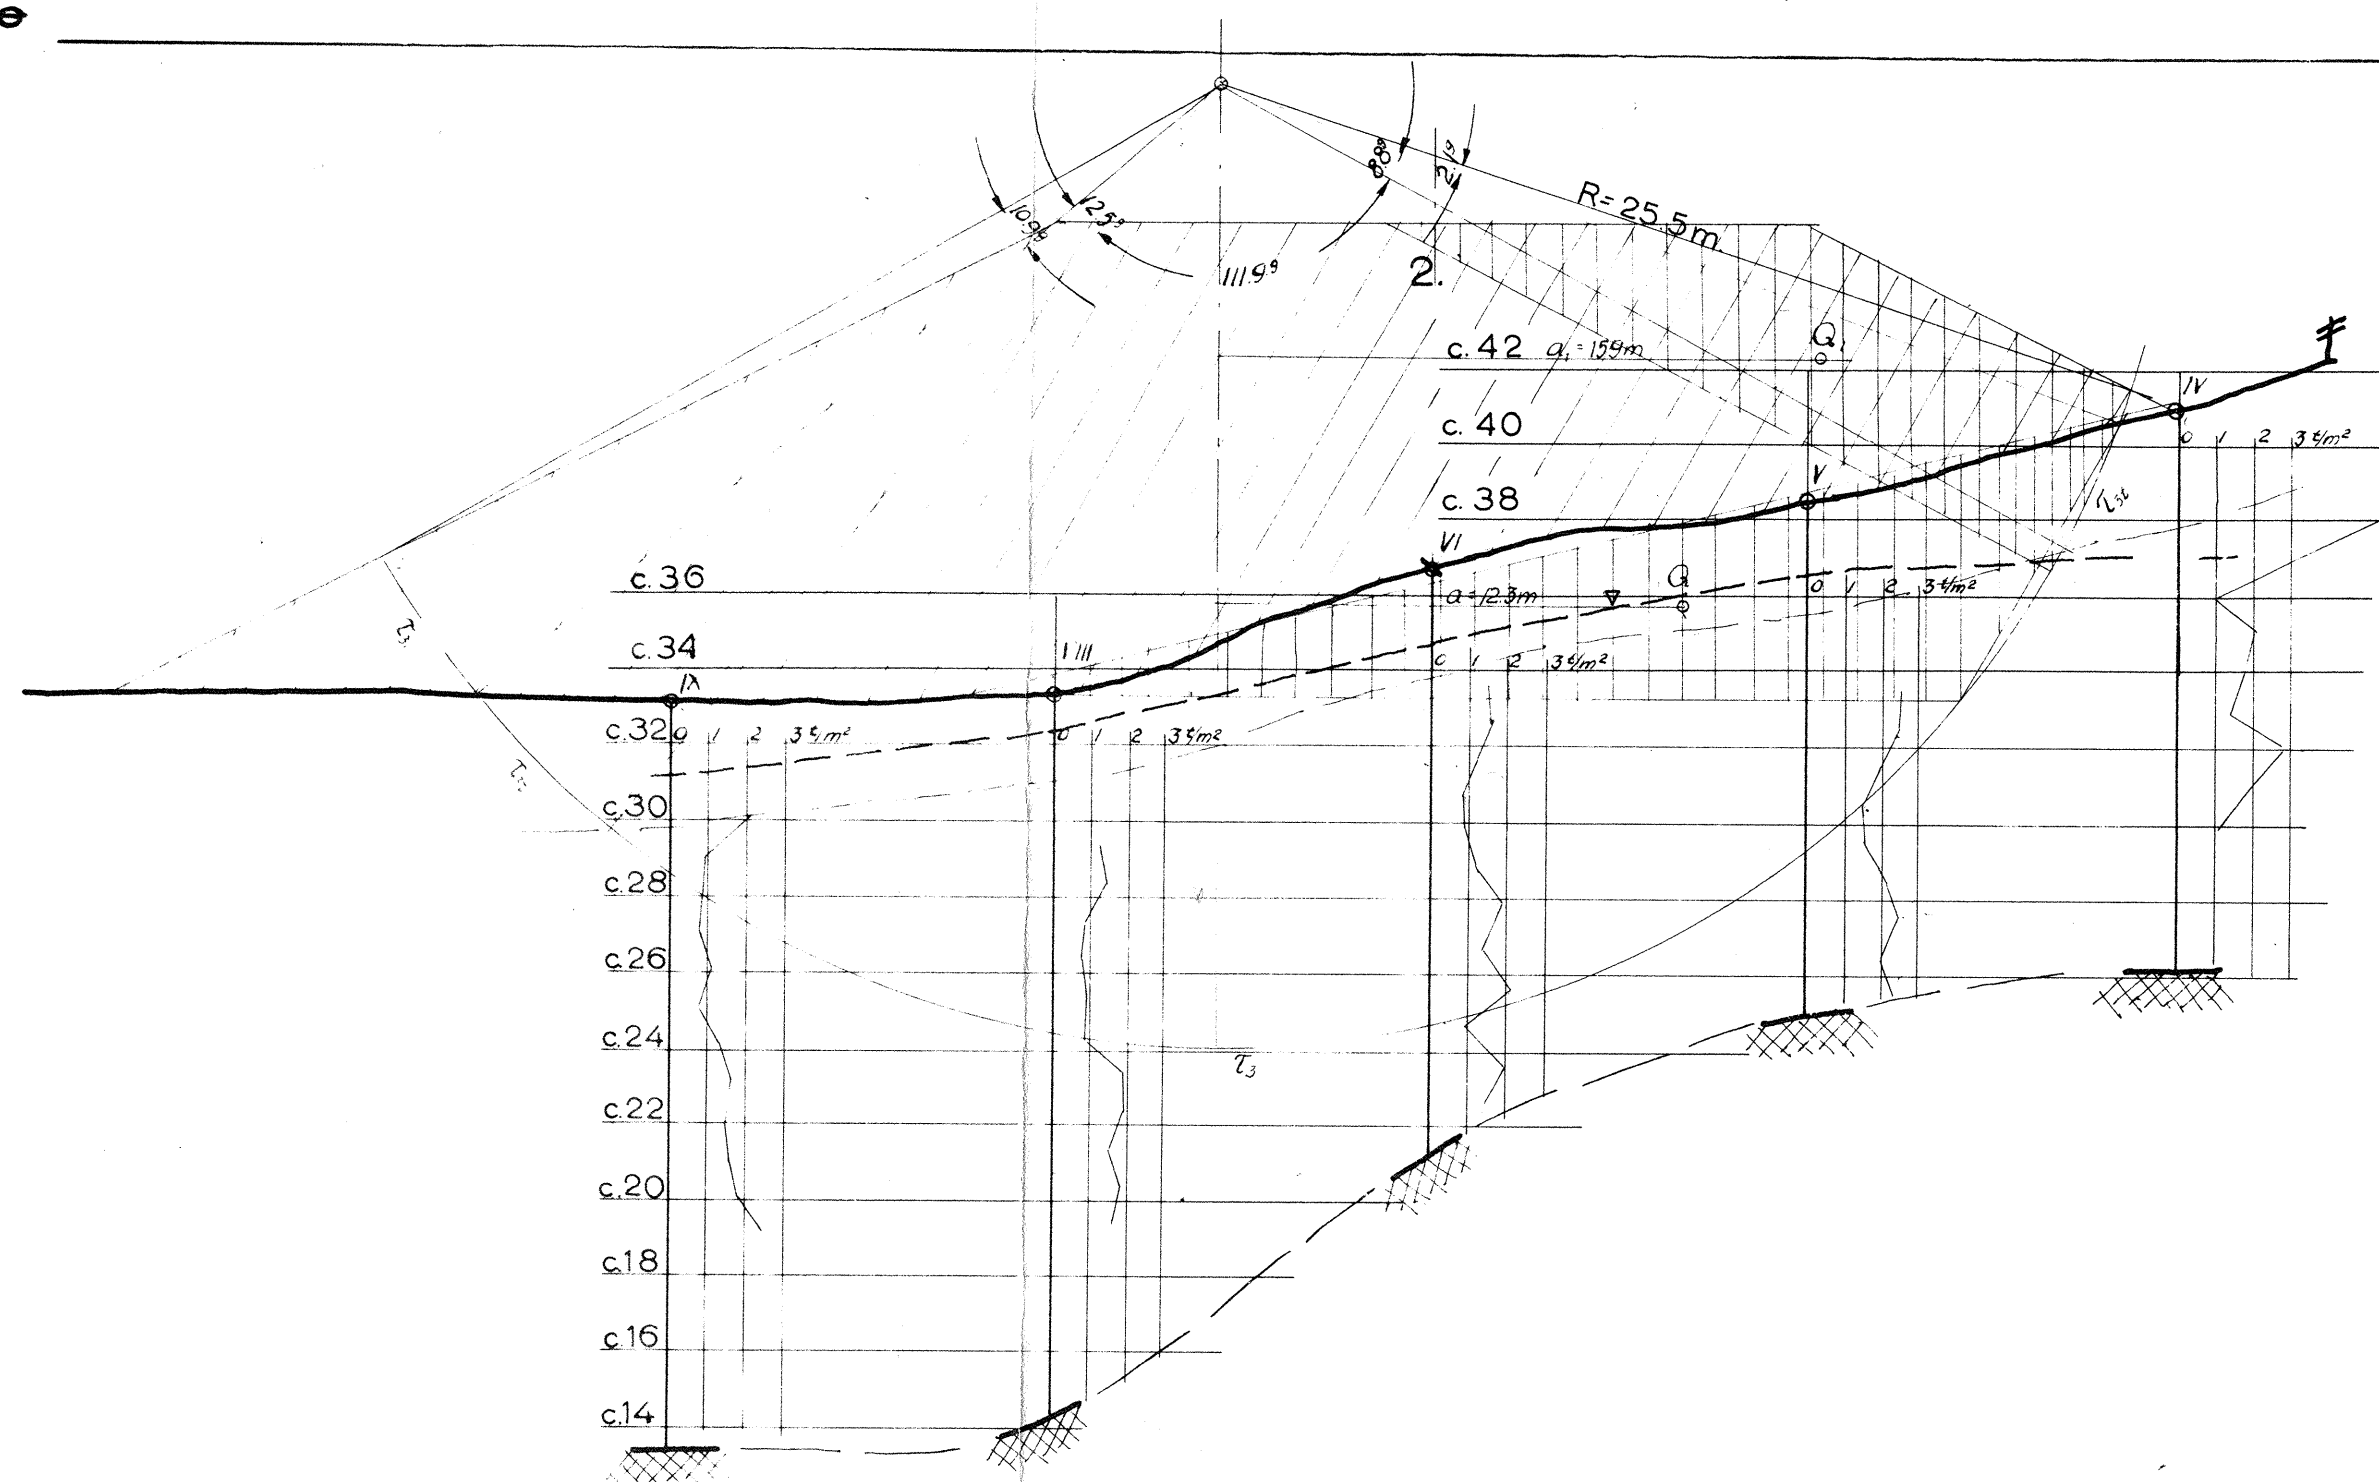 8.8g
2.1g
R=25.5m.
10.9g
12.5g
111.9g
2.
Q₁
c.42 a₁=15.9m
IV
c.40
0 1 2 3 t/m²
V
c.38
τ₃t
VI
c.36
Q
a=12.3m
0 1 2 3 t/m²
τ₃
c.34
VIII
0 1 2 3 t/m²
IX
c.32
0 1 2 3 t/m²
0 1 2 3 t/m²
c.30
c.28
c.26
c.24
τ₃
c.22
c.20
c.18
c.16
c.14